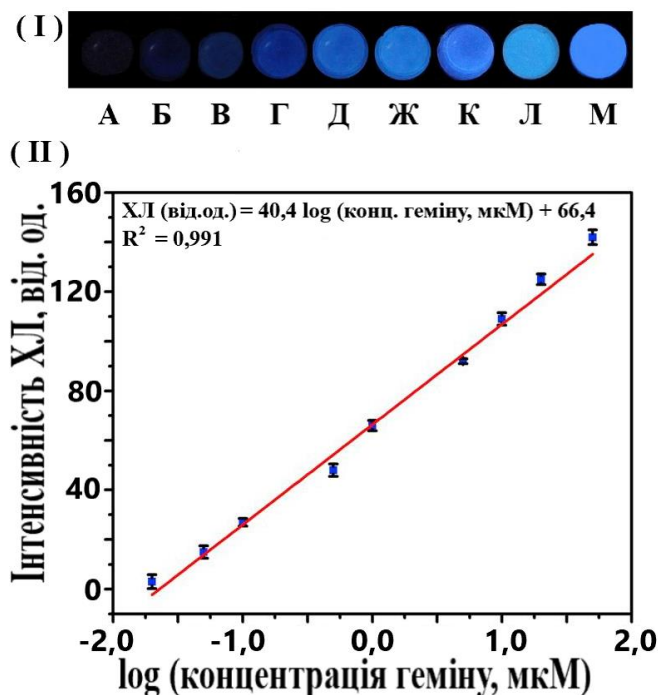 ( I )
А Б В Г Д Ж К Л М
( II )
ХЛ (від.од.) = 40,4 log (конц. геміну, мкМ) + 66,4
R² = 0,991
Інтенсивність ХЛ, від. од.
160
120
80
40
0
-2,0 -1,0 0,0 1,0 2,0
log (концентрація геміну, мкМ)